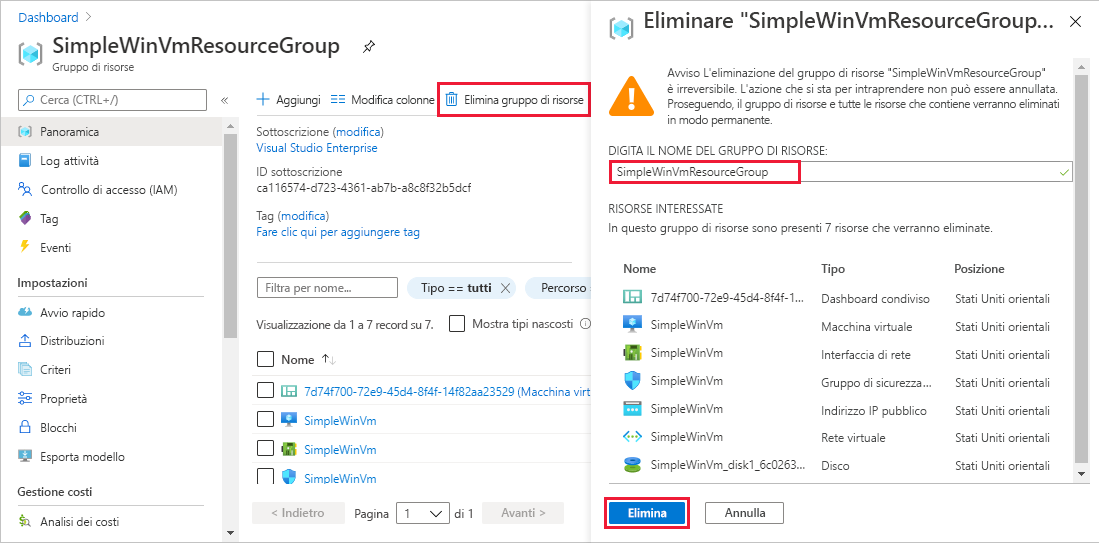 Dashboard
SimpleWinVmResourceGroup
Gruppo di risorse
Cerca (CTRL+/)
«
Panoramica
Log attività
Controllo di accesso (IAM)
Tag
Eventi
Impostazioni
Avvio rapido
Distribuzioni
Criteri
Proprietà
Blocchi
Esporta modello
Gestione costi
Analisi dei costi
Aggiungi
Modifica colonne
Elimina gruppo di risorse
Sottoscrizione (modifica)
Visual Studio Enterprise
ID sottoscrizione
ca116574-d723-4361-ab7b-a8c8f32b5dcf
Tag (modifica)
Fare clic qui per aggiungere tag
Filtra per nome...
Tipo == tutti
Percorso
Visualizzazione da 1 a 7 record su 7.
Mostra tipi nascosti
Nome
7d74f700-72e9-45d4-8f4f-14f82aa23529 (Macchina virt
SimpleWinVm
SimpleWinVm
SimpleWinVm
< Indietro
Pagina
1
di 1
Avanti >
Eliminare "SimpleWinVmResourceGroup...
Avviso L'eliminazione del gruppo di risorse "SimpleWinVmResourceGroup"
è irreversibile. L'azione che si sta per intraprendere non può essere annullata.
Proseguendo, il gruppo di risorse e tutte le risorse che contiene verranno eliminati
in modo permanente.
DIGITA IL NOME DEL GRUPPO DI RISORSE:
SimpleWinVmResourceGroup
RISORSE INTERESSATE
In questo gruppo di risorse sono presenti 7 risorse che verranno eliminate.
Nome Tipo Posizione
7d74f700-72e9-45d4-8f4f-1... Dashboard condiviso Stati Uniti orientali
SimpleWinVm Macchina virtuale Stati Uniti orientali
SimpleWinVm Interfaccia di rete Stati Uniti orientali
SimpleWinVm Gruppo di sicurezza... Stati Uniti orientali
SimpleWinVm Indirizzo IP pubblico Stati Uniti orientali
SimpleWinVm Rete virtuale Stati Uniti orientali
SimpleWinVm_disk1_6c0263... Disco Stati Uniti orientali
Elimina
Annulla